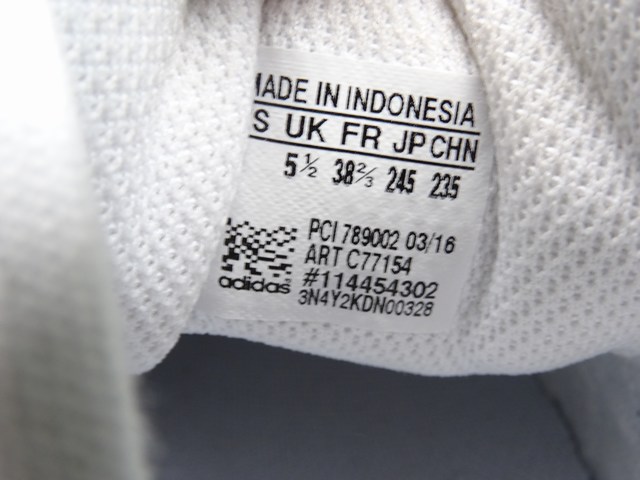 MADE IN INDONESIA
S UK FR JP CHN
5½ 38⅔ 245 235
PCI 789002 03/16
ART C77154
#114454302
adidas
3N4Y2KDN00328